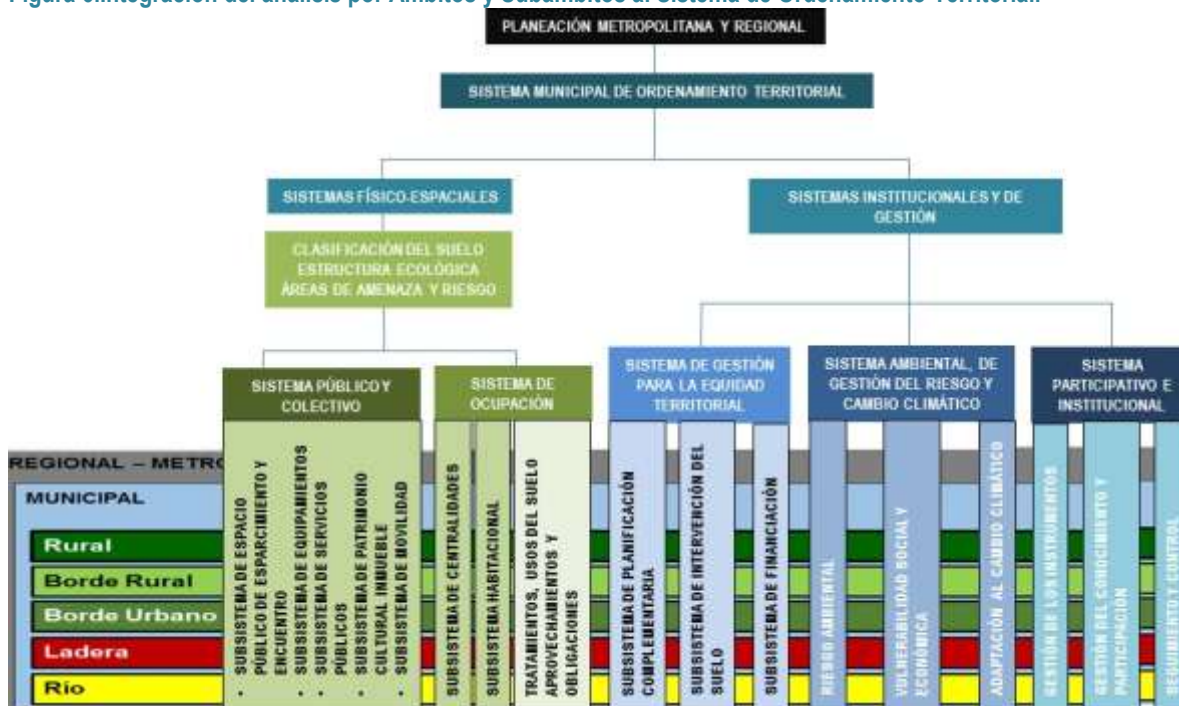 PLANEACIÓN METROPOLITANA Y REGIONAL
SISTEMA MUNICIPAL DE ORDENAMIENTO TERRITORIAL
SISTEMAS FÍSICO-ESPACIALES
SISTEMAS INSTITUCIONALES Y DE
GESTIÓN
CLASIFICACIÓN DEL SUELO
ESTRUCTURA ECOLÓGICA
ÁREAS DE AMENAZA Y RIESGO
SISTEMA PÚBLICO Y
COLECTIVO
SISTEMA DE
OCUPACIÓN
SISTEMA DE GESTIÓN
PARA LA EQUIDAD
TERRITORIAL
SISTEMA AMBIENTAL, DE
GESTIÓN DEL RIESGO Y
CAMBIO CLIMÁTICO
SISTEMA
PARTICIPATIVO E
INSTITUCIONAL
REGIONAL – METRO
MUNICIPAL
Rural
Borde Rural
Borde Urbano
Ladera
Río
• SUBSISTEMA DE ESPACIO
PÚBLICO DE ESPARCIMIENTO Y
ENCUENTRO
• SUBSISTEMA DE EQUIPAMIENTOS
• SUBSISTEMA DE SERVICIOS
PÚBLICOS
• SUBSISTEMA DE PATRIMONIO
CULTURAL INMUEBLE
• SUBSISTEMA DE MOVILIDAD
SUBSISTEMA DE CENTRALIDADES
SUBSISTEMA HABITACIONAL
TRATAMIENTOS, USOS DEL SUELO
APROVECHAMIENTOS Y
OBLIGACIONES
SUBSISTEMA DE PLANIFICACIÓN
COMPLEMENTARIA
SUBSISTEMA DE INTERVENCIÓN DEL
SUELO
SUBSISTEMA DE FINANCIACIÓN
RIESGO AMBIENTAL
VULNERABILIDAD SOCIAL Y
ECONÓMICA
ADAPTACIÓN AL CAMBIO CLIMÁTICO
GESTIÓN DE LOS INSTRUMENTOS
GESTIÓN DEL CONOCIMIENTO Y
PARTICIPACIÓN
SEGUIMIENTO Y CONTROL